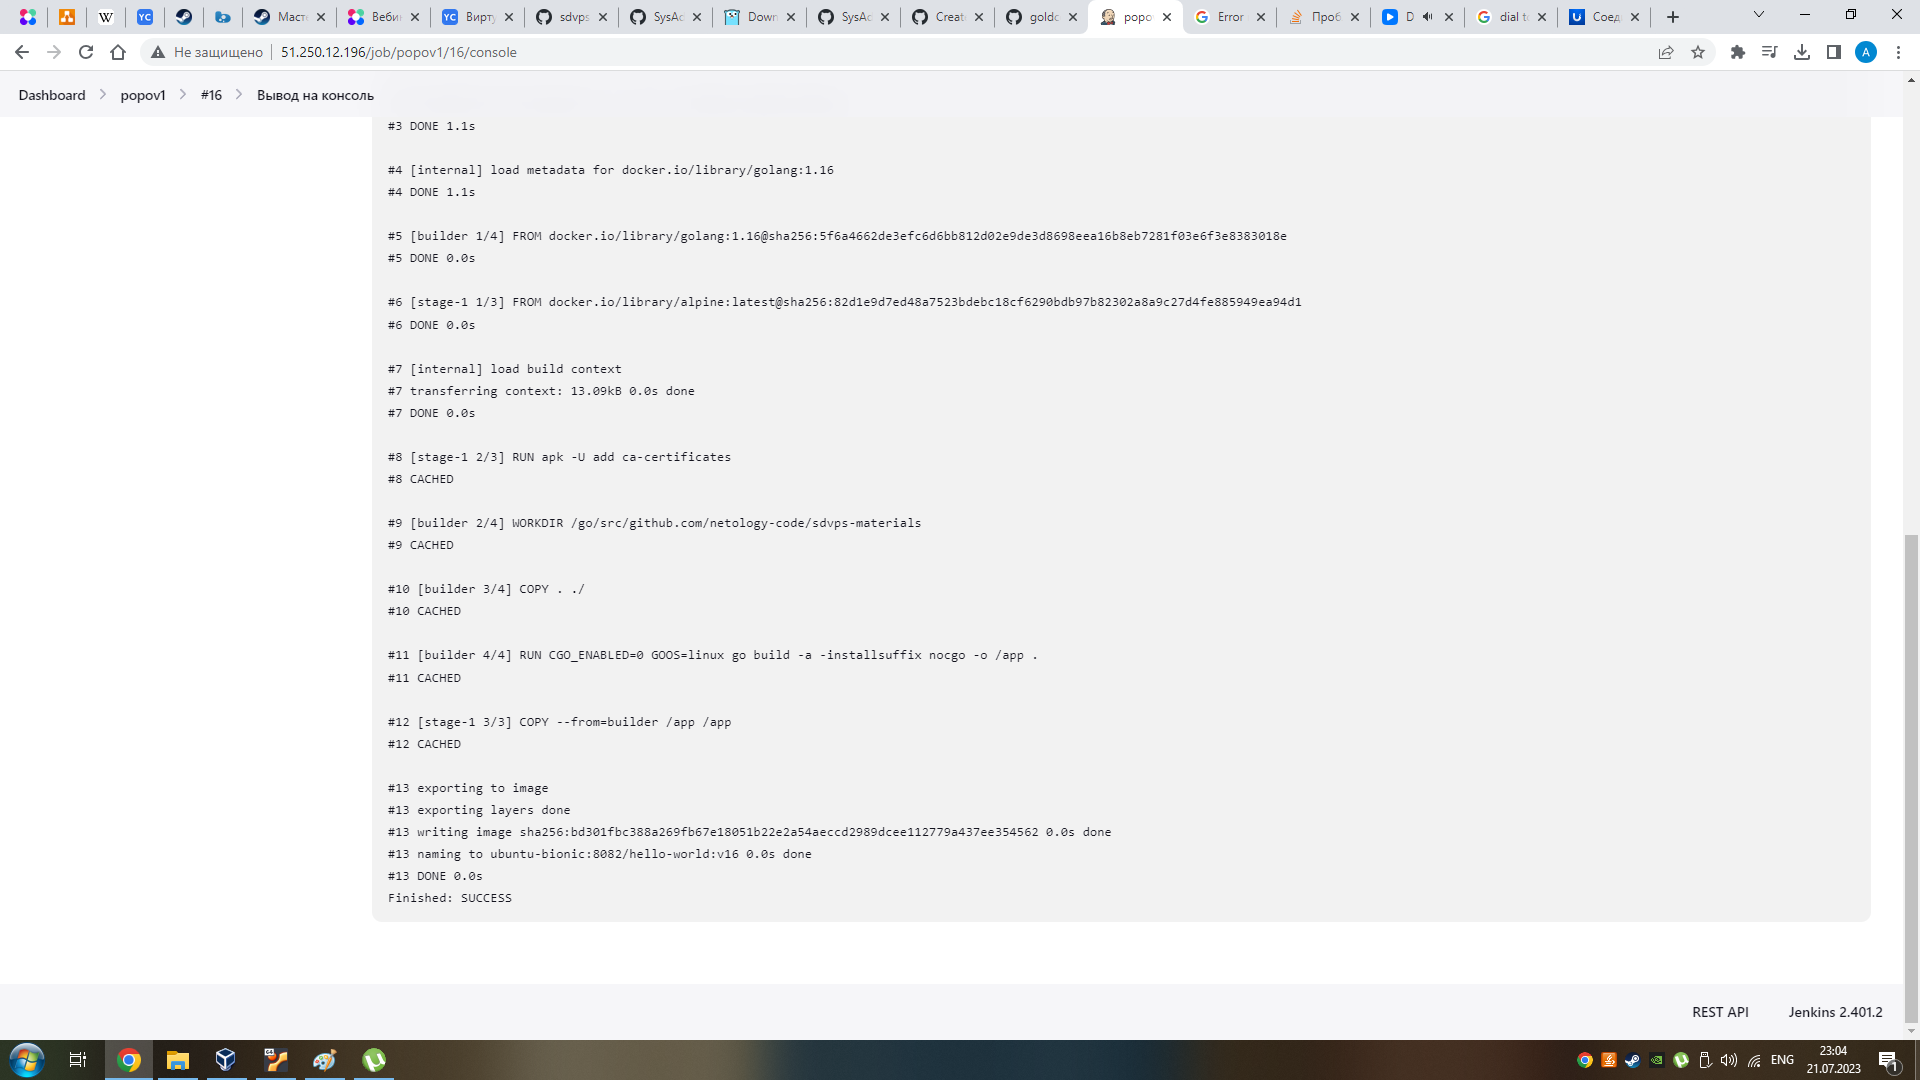 Маст
Веби
Вирту
sdvps
SysAc
Down
SysAc
Creat
goldc
popo
Error
Проб
D
dial to
Соед
Не защищено 51.250.12.196/job/popov1/16/console
A
Dashboard popov1 #16 Вывод на консоль
#3 DONE 1.1s
#4 [internal] load metadata for docker.io/library/golang:1.16
#4 DONE 1.1s
#5 [builder 1/4] FROM docker.io/library/golang:1.16@sha256:5f6a4662de3efc6d6bb812d02e9de3d8698eea16b8eb7281f03e6f3e8383018e
#5 DONE 0.0s
#6 [stage-1 1/3] FROM docker.io/library/alpine:latest@sha256:82d1e9d7ed48a7523bdebc18cf6290bdb97b82302a8a9c27d4fe885949ea94d1
#6 DONE 0.0s
#7 [internal] load build context
#7 transferring context: 13.09kB 0.0s done
#7 DONE 0.0s
#8 [stage-1 2/3] RUN apk -U add ca-certificates
#8 CACHED
#9 [builder 2/4] WORKDIR /go/src/github.com/netology-code/sdvps-materials
#9 CACHED
#10 [builder 3/4] COPY . ./
#10 CACHED
#11 [builder 4/4] RUN CGO_ENABLED=0 GOOS=linux go build -a -installsuffix nocgo -o /app .
#11 CACHED
#12 [stage-1 3/3] COPY --from=builder /app /app
#12 CACHED
#13 exporting to image
#13 exporting layers done
#13 writing image sha256:bd301fbc388a269fb67e18051b22e2a54aeccd2989dcee112779a437ee354562 0.0s done
#13 naming to ubuntu-bionic:8082/hello-world:v16 0.0s done
#13 DONE 0.0s
Finished: SUCCESS
REST API Jenkins 2.401.2
ENG
23:04
21.07.2023
1